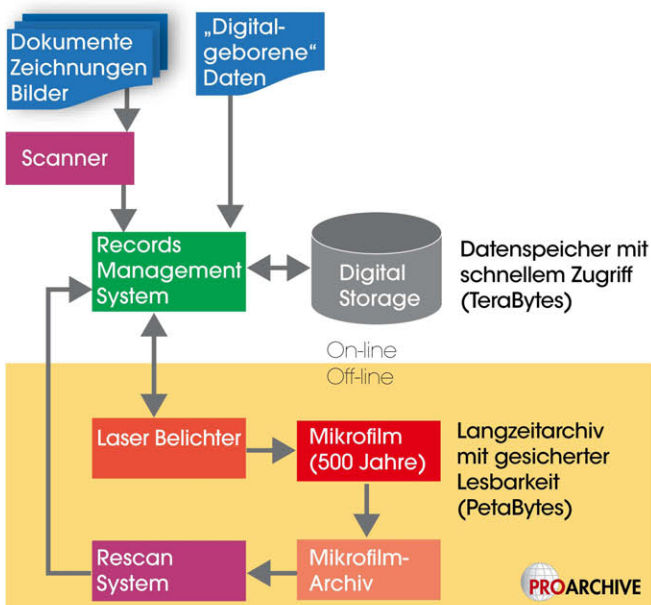 Dokumente
Zeichnungen
Bilder
„Digital-
geborene“
Daten
Scanner
Records
Management
System
Digital
Storage
Datenspeicher mit
schnellem Zugriff
(TeraBytes)
On-line
Off-line
Laser Belichter
Mikrofilm
(500 Jahre)
Langzeitarchiv
mit gesicherter
Lesbarkeit
(PetaBytes)
Rescan
System
Mikrofilm-
Archiv
PROARCHIVE